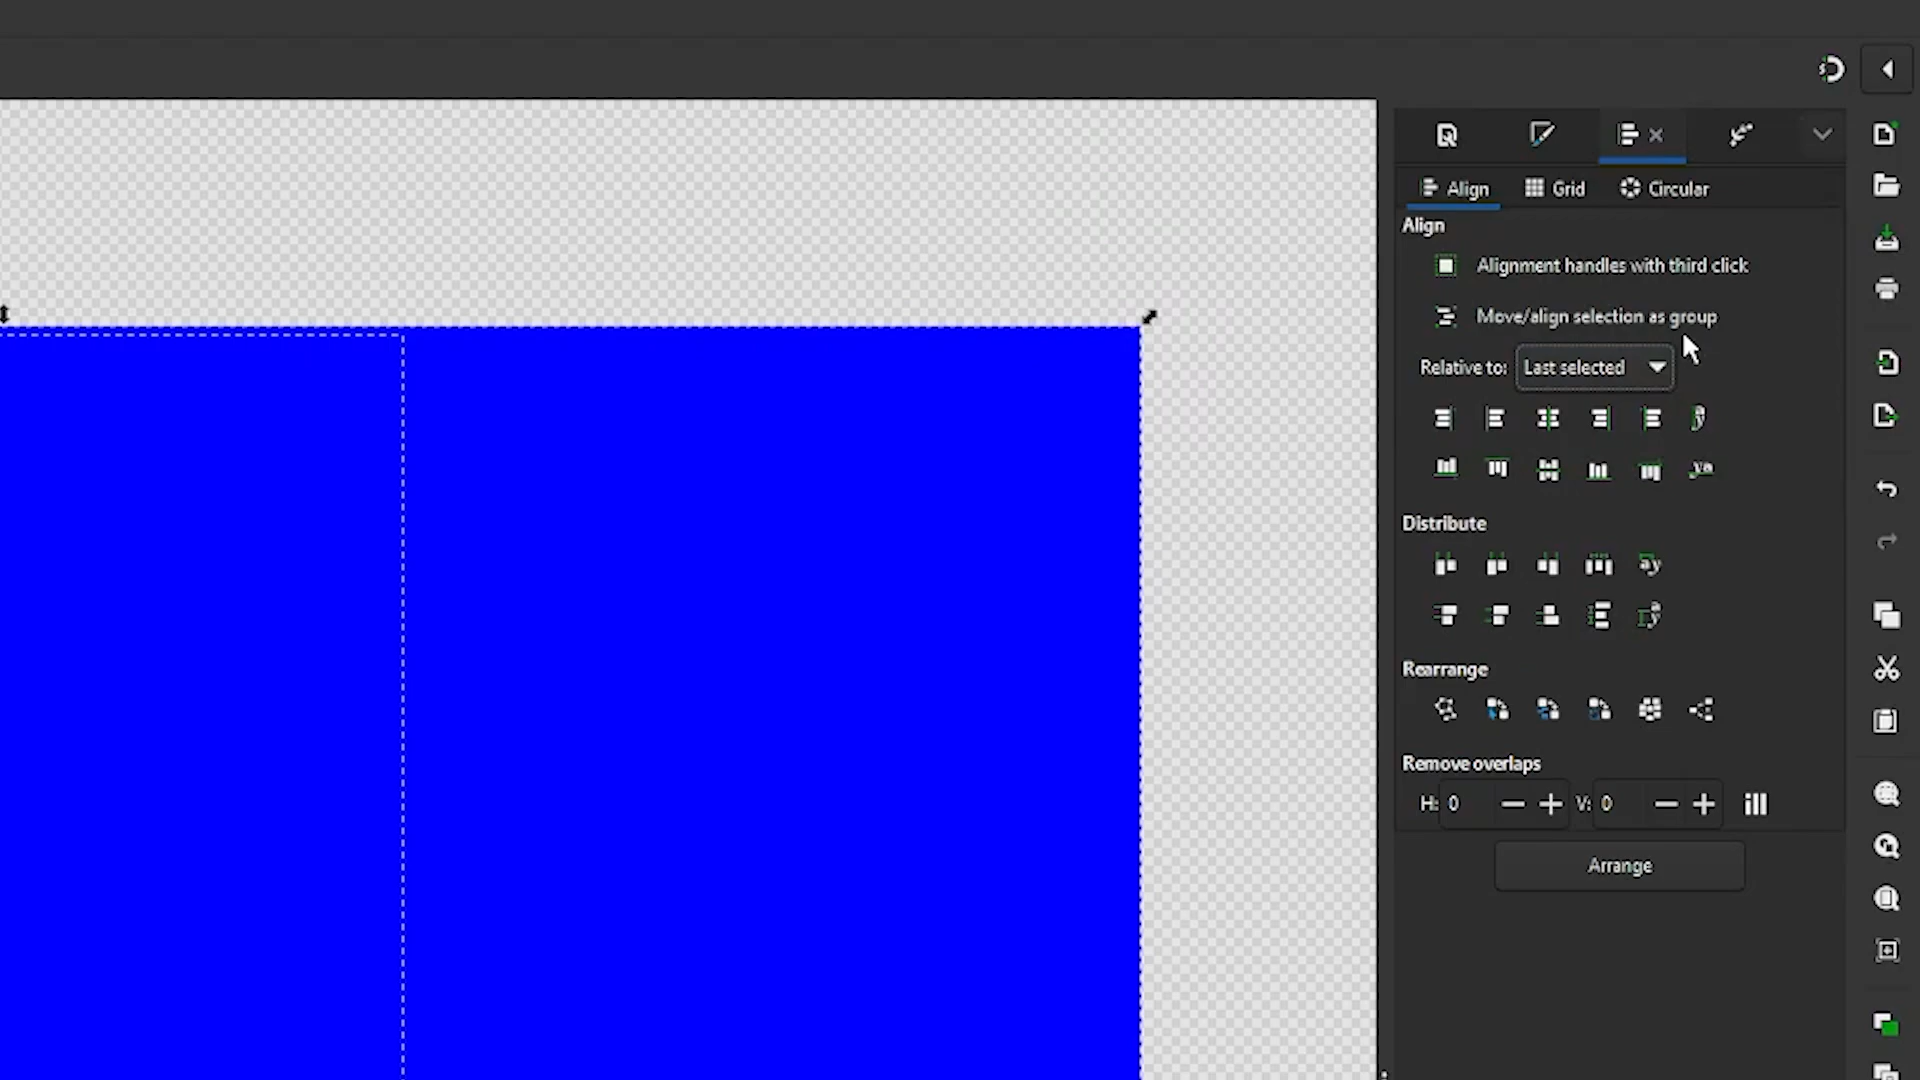 Align Grid Circular
Align
Alignment handles with third click
Move/align selection as group
Relative to: Last selected
Distribute
Rearrange
Remove overlaps
H: 0 V: 0
Arrange